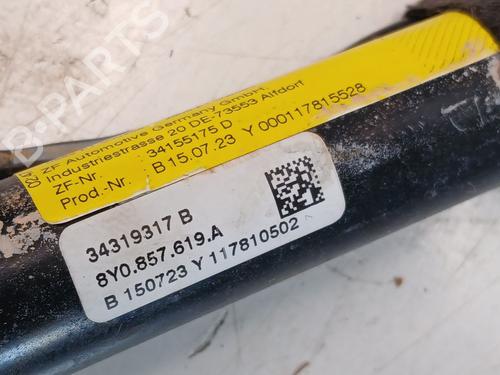 ZF Automotive Germany GmbH
Industriestrasse 20 DE-73553 Alfdorf
ZF-Nr. 34155175 D
Prod.-Nr. B 15.07.23 Y 000117815528
34319317 B
8Y0.857.619.A
B 150723 Y 117810502